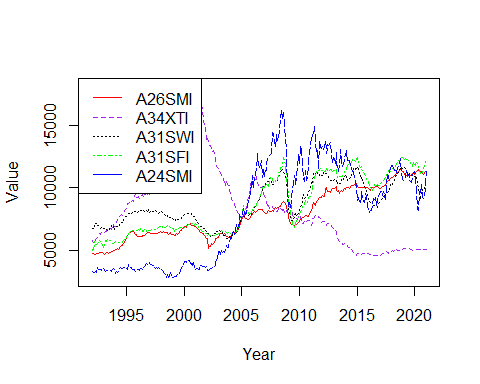 A26SMI
A34XTI
A31SWI
A31SFI
A24SMI
15000
10000
5000
Value
1995 2000 2005 2010 2015 2020
Year